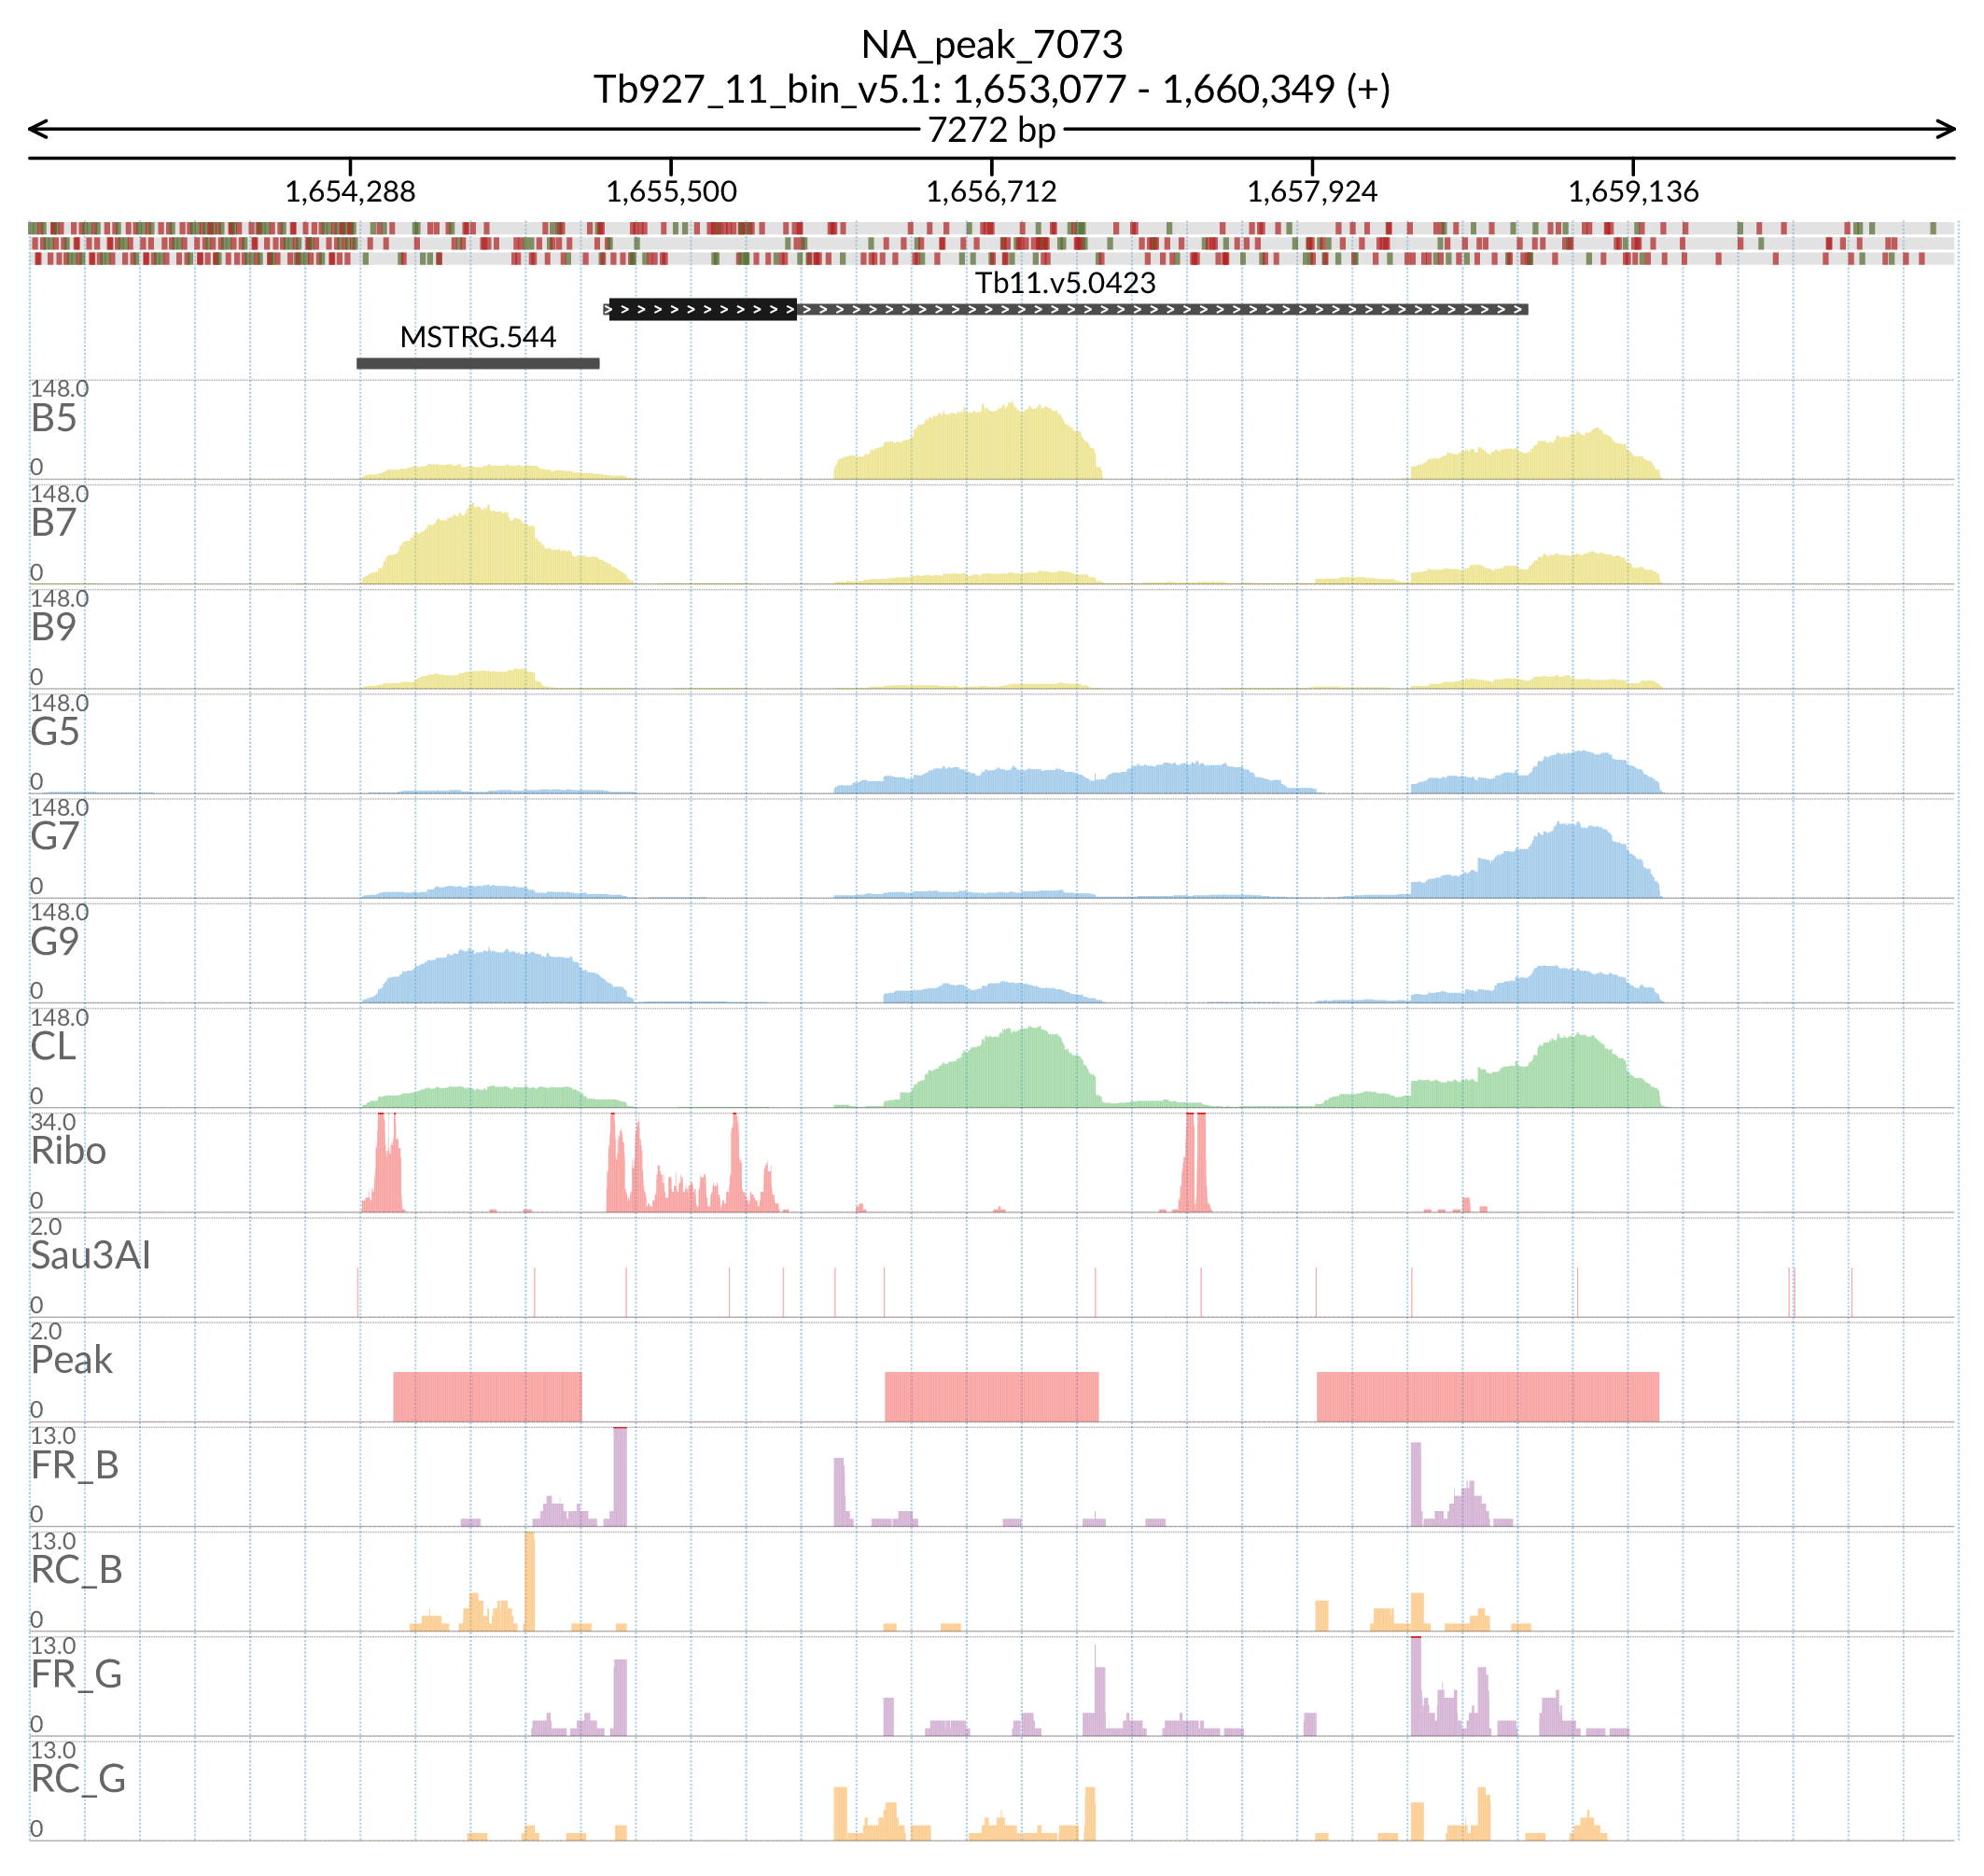 NA_peak_7073
Tb927_11_bin_v5.1: 1,653,077 - 1,660,349 (+)
7272 bp
1,654,288 1,655,500 1,656,712 1,657,924 1,659,136
Tb11.v5.0423
MSTRG.544
148.0
B5
0
148.0
B7
0
148.0
B9
0
148.0
G5
0
148.0
G7
0
148.0
G9
0
148.0
CL
0
34.0
Ribo
0
2.0
Sau3AI
0
2.0
Peak
0
13.0
FR_B
0
13.0
RC_B
0
13.0
FR_G
0
13.0
RC_G
0